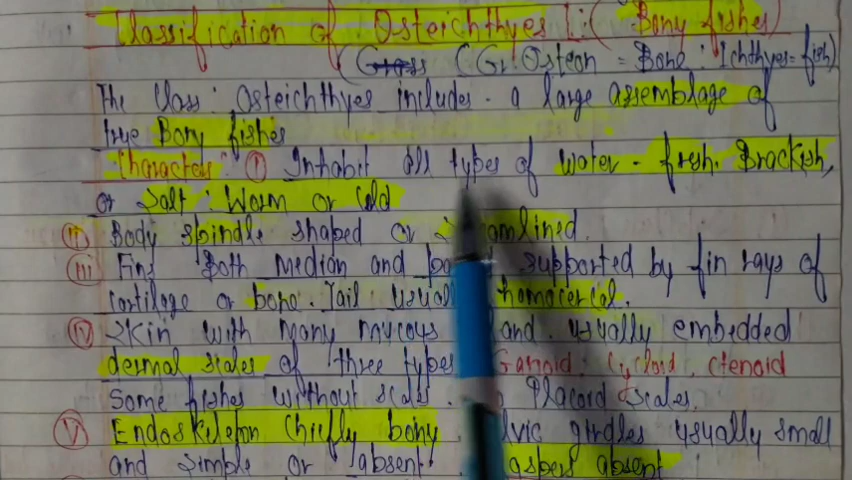 Classification of Osteichthyes : ( Bony fishes)
(Gr. Osteon = Bone : Ichthyes = fish)
The Class : Osteichthyes includes a large assemblage of
true Bony fishes
Characters : (i) Inhabit all types of water - fresh. Brackish,
or Salt : Warm or Cold
(ii) Body spindle shaped or
(iii) Fins Both Median and supported by fin rays of
cartilage or bone. Tail usually homocercal.
(iv) Skin with many mucous and usually embedded
dermal scales of three types Ganoid, Cycloid, ctenoid
Some fishes without scales. Placoid scales.
(v) Endoskeleton Chiefly bony. girdles usually small
and simple or absent. absent